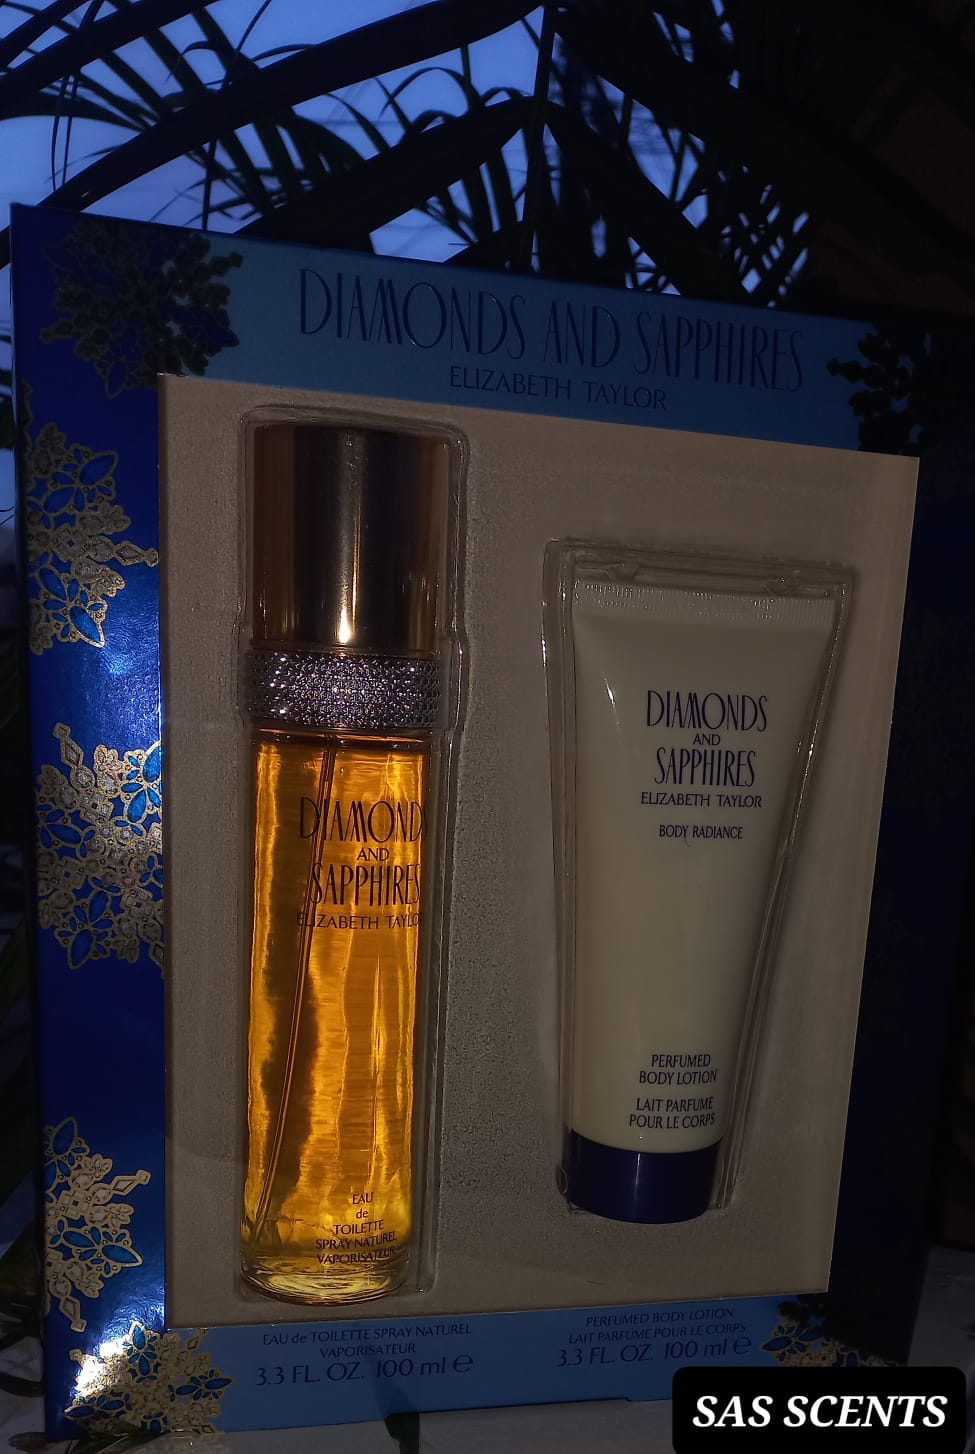 DIAMONDS AND SAPPHIRES
ELIZABETH TAYLOR
DIAMOND
AND
SAPPHIRES
ELIZABETH TAYLO
EAU
de
TOILETTE
SPRAY NATUREL
VAPORISATEUR
DIAMONDS
AND
SAPPHIRES
ELIZABETH TAYLOR
BODY RADIANCE
PERFUMED
BODY LOTION
LAIT PARFUME
POUR LE CORPS
EAU de TOILETTE SPRAY NATUREL
VAPORISATEUR
3.3 FL. OZ. 100 ml ℮
PERFUMED BODY LOTION
LAIT PARFUME POUR LE CORPS
3.3 FL. OZ. 100 ml ℮
SAS SCENTS